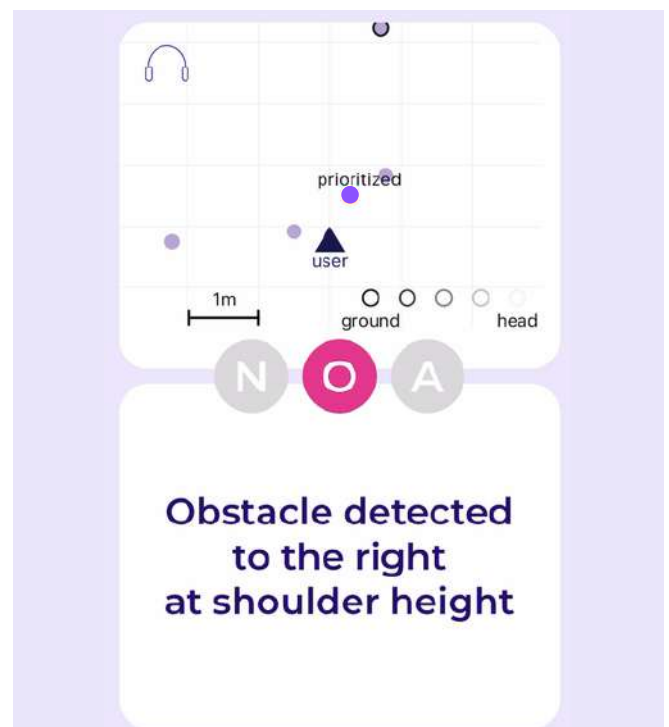 prioritized
user
1m
ground
head
N O A
Obstacle detected
to the right
at shoulder height